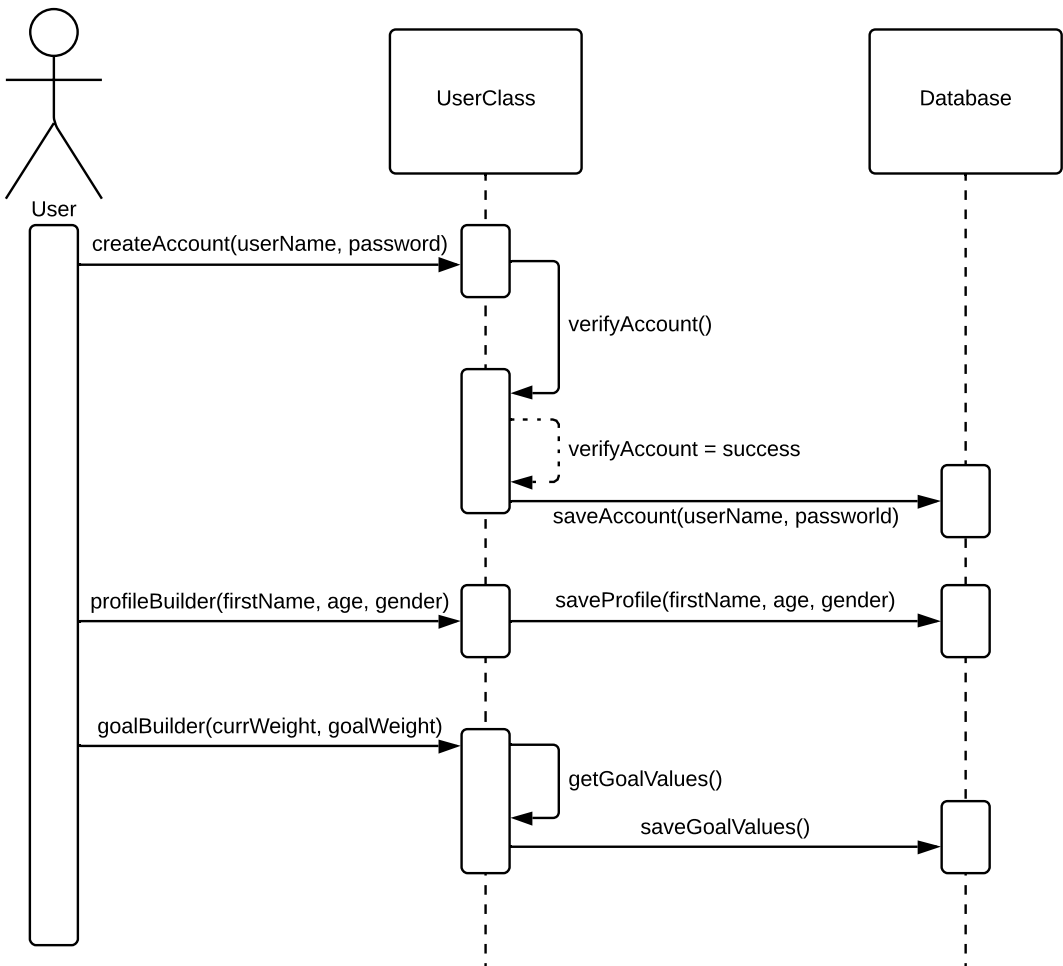 UserClass
Database
User
createAccount(userName, password)
verifyAccount()
verifyAccount = success
saveAccount(userName, passworld)
profileBuilder(firstName, age, gender)
saveProfile(firstName, age, gender)
goalBuilder(currWeight, goalWeight)
getGoalValues()
saveGoalValues()